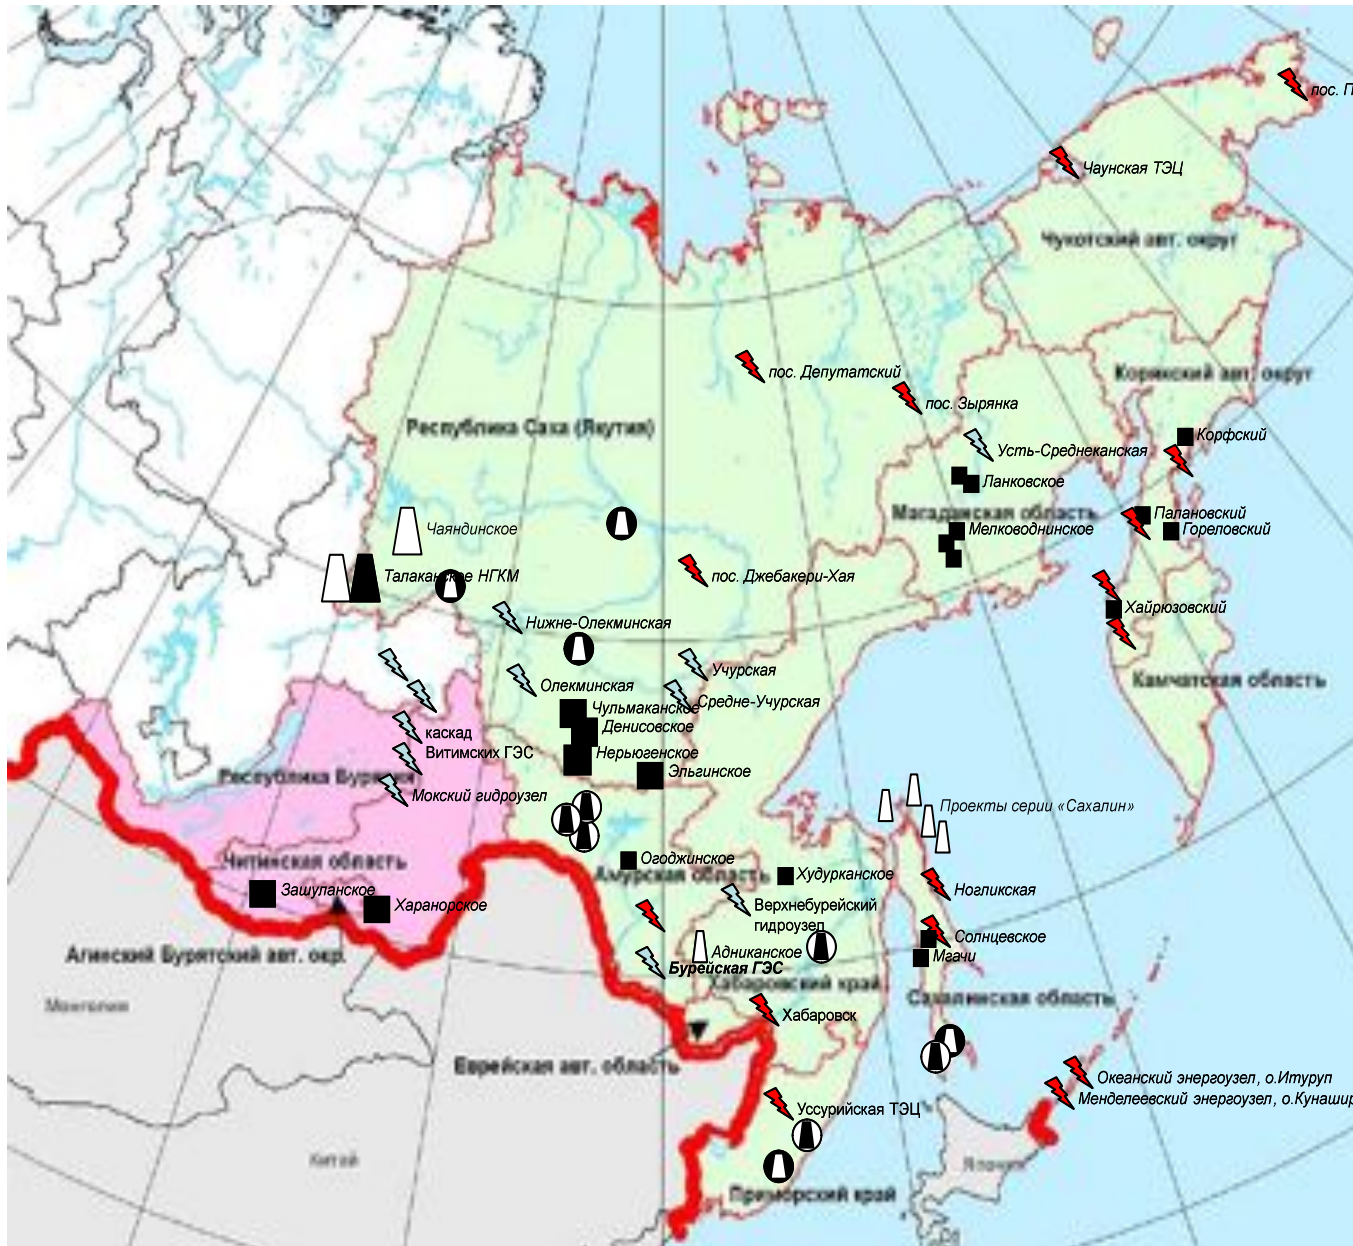 пос. П
Чаунская ТЭЦ
Чукотский авт. округ
пос. Депутатский
Корякский авт. округ
пос. Зырянка
Республика Саха (Якутия)
Корфский
Усть-Среднеканская
Ланковское
Магаданская область
Палановский
Чаяндинское
Мелководнинское
Гореловский
Талаканское НГКМ
пос. Джебакери-Хая
Хайрюзовский
Нижне-Олекминская
Учурская
Камчатская область
Олекминская
Средне-Учурская
Чульмаканское
Денисовское
каскад
Витимских ГЭС
Нерьюгенское
Эльгинское
Республика Бурятия
Мокский гидроузел
Проекты серии «Сахалин»
Читинская область
Огоджинское
Амурская область
Худурканское
Зашуланское
Ногликская
Харанорское
Верхнебурейский
гидроузел
Солнцевское
Агинский Бурятский авт. окр.
Адниканское
Мгачи
Бурейская ГЭС
Хабаровский край
Сахалинская область
Монголия
Хабаровск
Еврейская авт. область
Океанский энергоузел, о.Итуруп
Менделеевский энергоузел, о.Кунашир
Уссурийская ТЭЦ
Китай
Япония
Приморский край